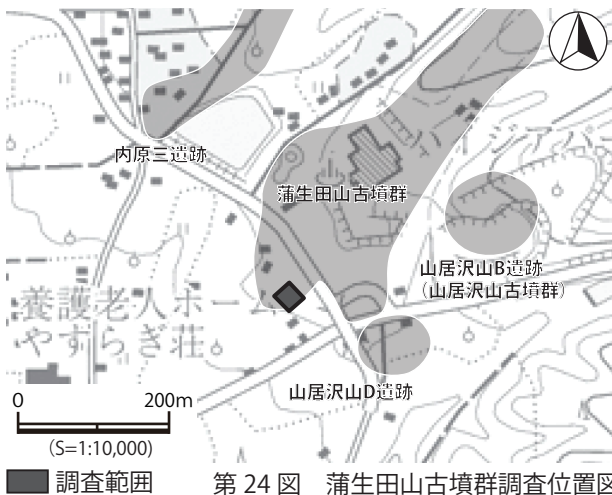 内原三遺跡
蒲生田山古墳群
山居沢山B遺跡
(山居沢山古墳群)
養護老人ホーム
やすらぎ荘
山居沢山D遺跡
0 200m
(S=1:10,000)
調査範囲 第24図 蒲生田山古墳群調査位置図